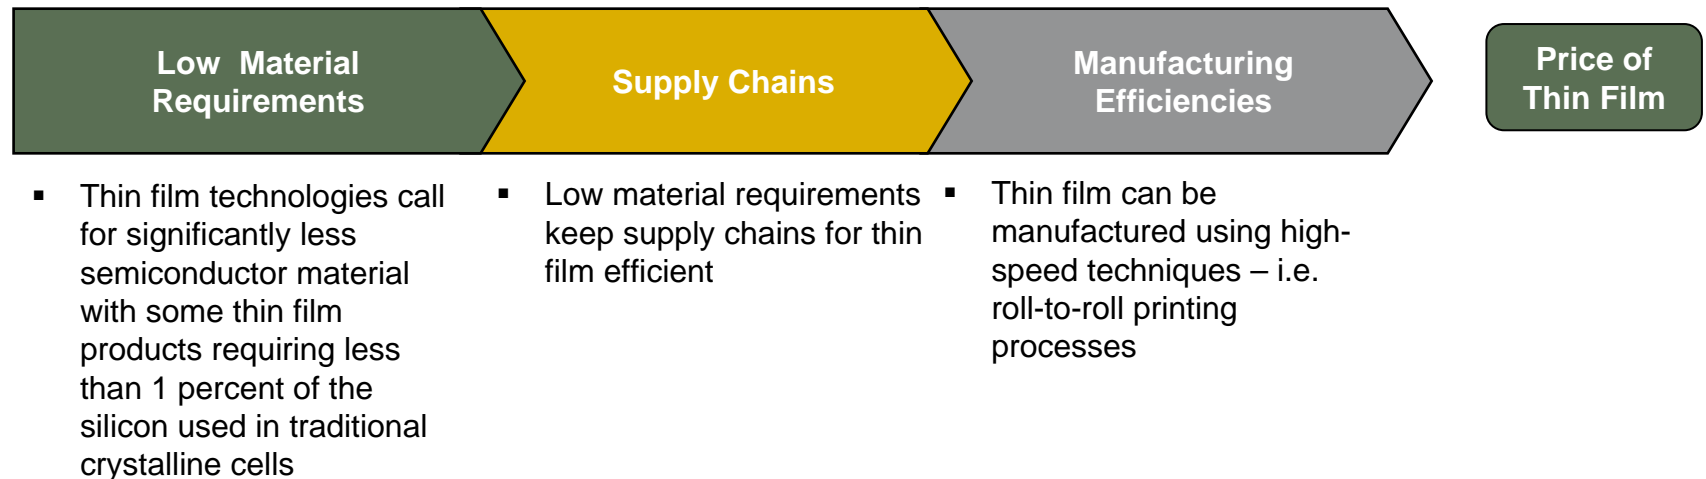 Low Material
Requirements
Supply Chains
Manufacturing
Efficiencies
Price of
Thin Film
▪ Thin film technologies call
for significantly less
semiconductor material
with some thin film
products requiring less
than 1 percent of the
silicon used in traditional
crystalline cells
▪ Low material requirements
keep supply chains for thin
film efficient
▪ Thin film can be
manufactured using high-
speed techniques – i.e.
roll-to-roll printing
processes